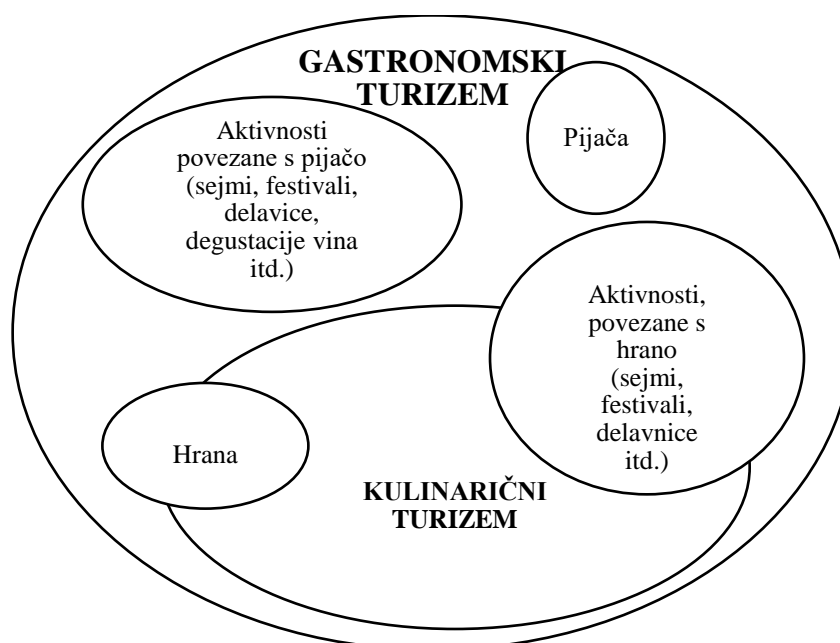 GASTRONOMSKI
TURIZEM
Aktivnosti
povezane s pijačo
(sejmi, festivali,
delavice,
degustacije vina
itd.)
Pijača
Aktivnosti,
povezane s
hrano
(sejmi,
festivali,
delavnice
itd.)
Hrana
KULINARIČNI
TURIZEM